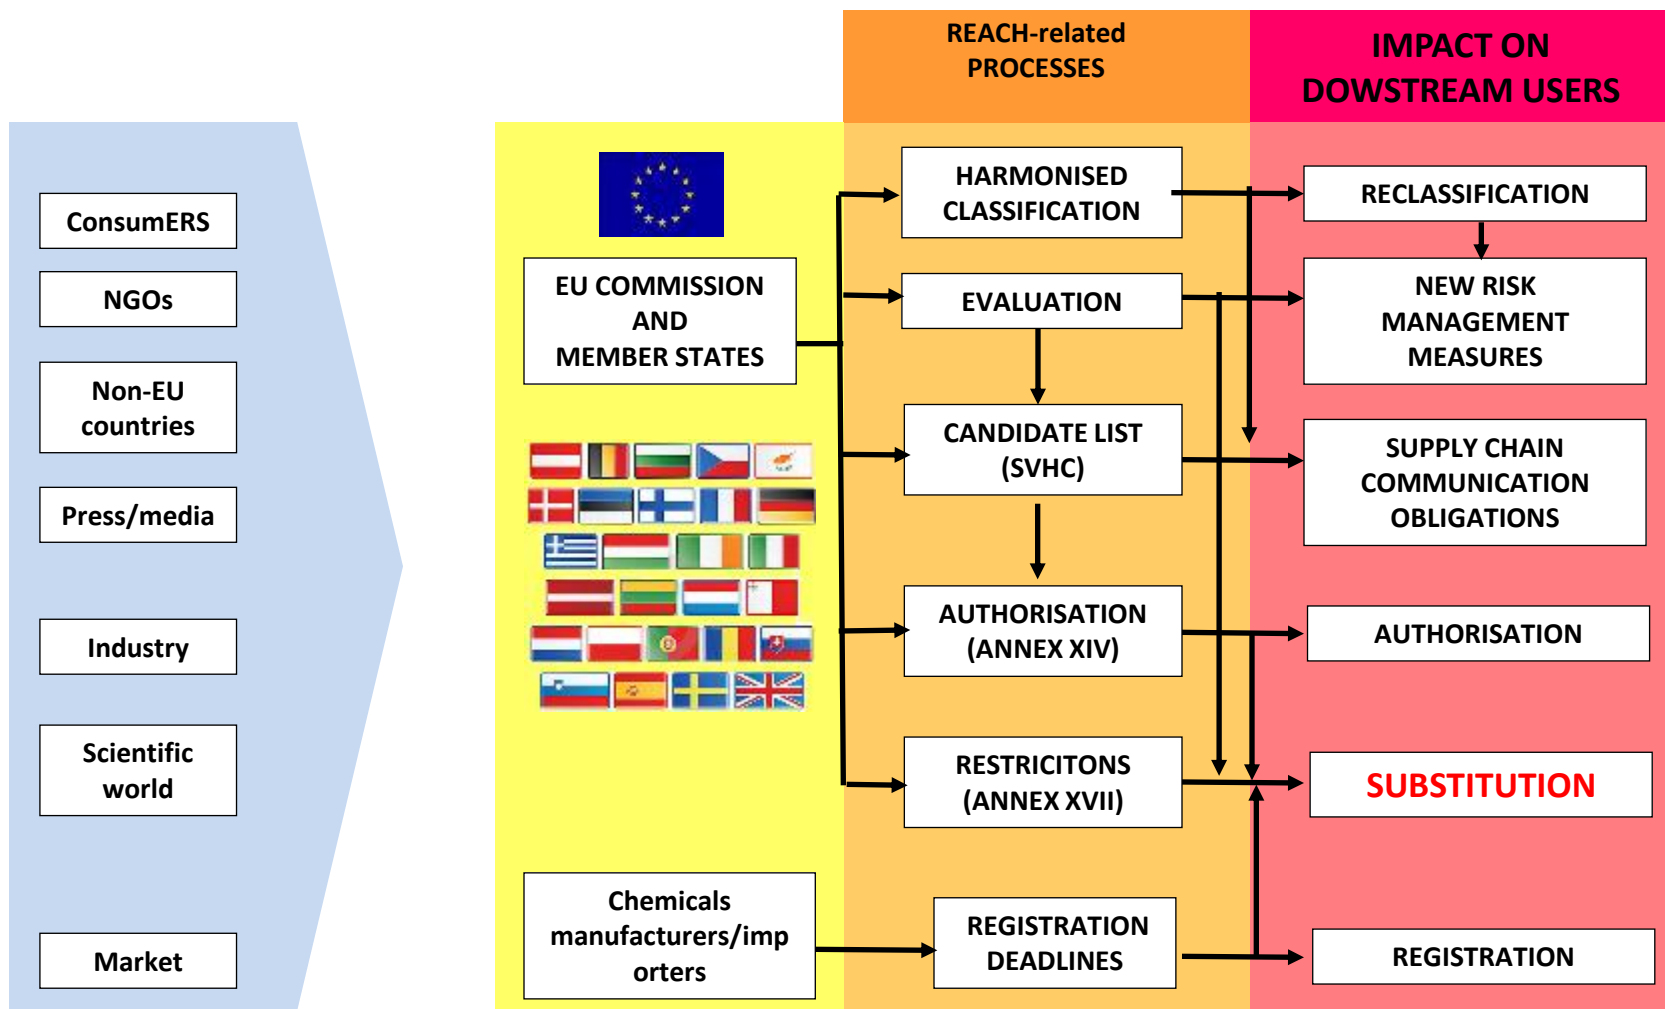 REACH-related
PROCESSES
IMPACT ON
DOWSTREAM USERS
ConsumERS
NGOs
Non-EU
countries
Press/media
Industry
Scientific
world
Market
EU COMMISSION
AND
MEMBER STATES
Chemicals
manufacturers/imp
orters
HARMONISED
CLASSIFICATION
EVALUATION
CANDIDATE LIST
(SVHC)
AUTHORISATION
(ANNEX XIV)
RESTRICITONS
(ANNEX XVII)
REGISTRATION
DEADLINES
RECLASSIFICATION
NEW RISK
MANAGEMENT
MEASURES
SUPPLY CHAIN
COMMUNICATION
OBLIGATIONS
AUTHORISATION
SUBSTITUTION
REGISTRATION